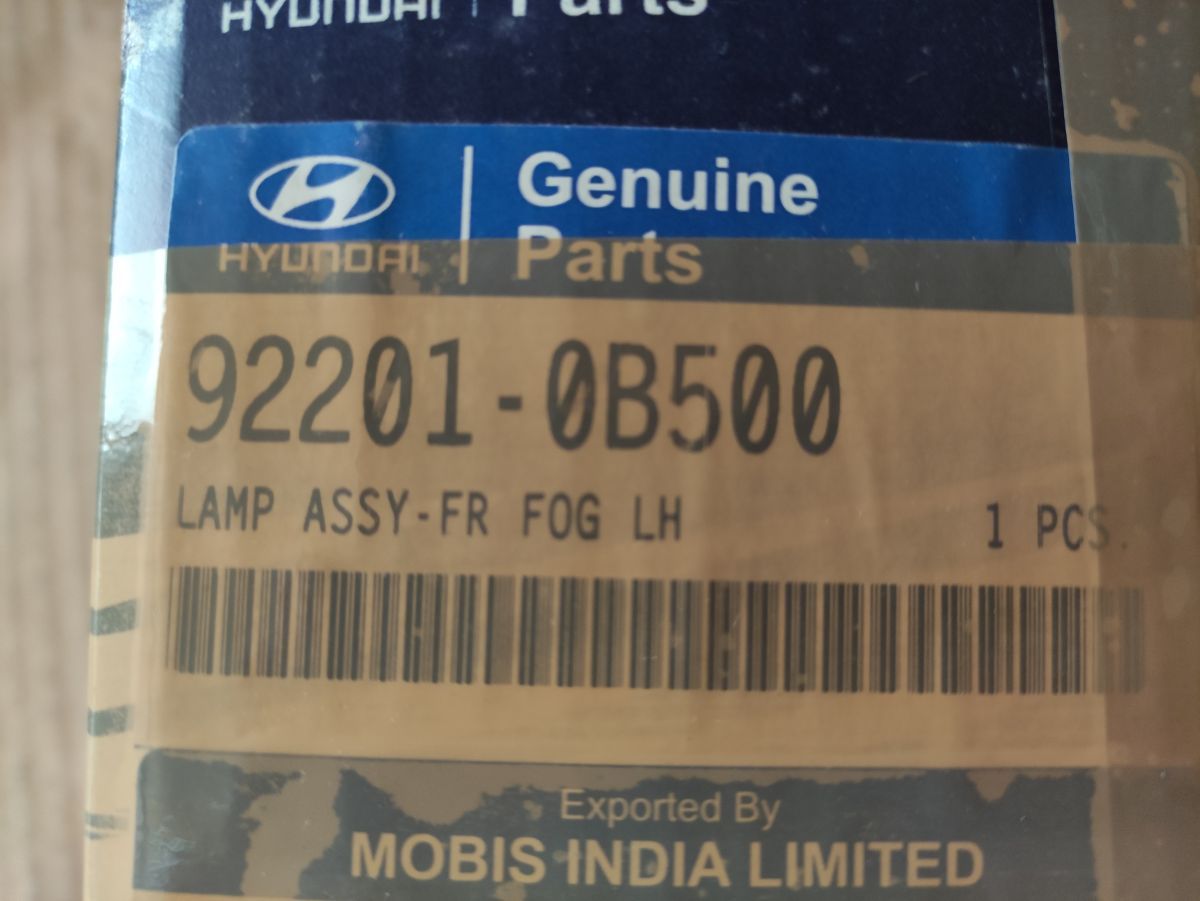 HYUNDAI | Parts
Genuine
HYUNDAI | Parts
92201-0B500
LAMP ASSY-FR FOG LH 1 PCS.
Exported By
MOBIS INDIA LIMITED